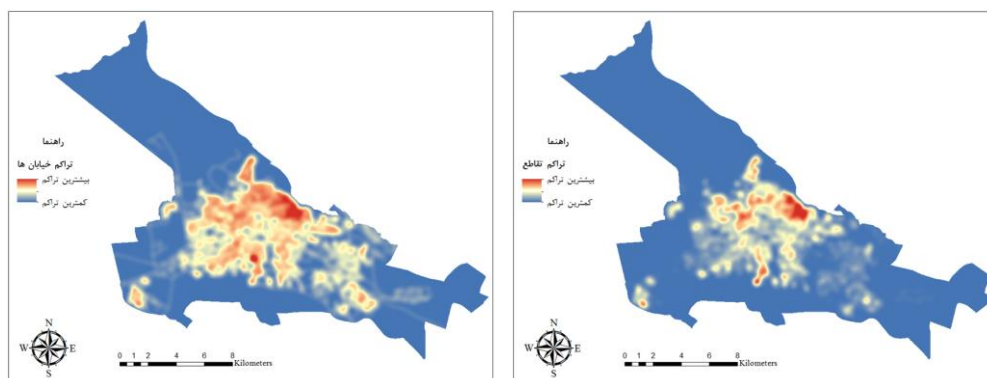 راهنما
تراکم خیابان ها
بیشترین تراکم
کمترین تراکم
N
W E
S
0 1 2 4 6 8
Kilometers
راهنما
تراکم تقاطع
بیشترین تراکم
کمترین تراکم
N
W E
S
0 1 2 4 6 8
Kilometers